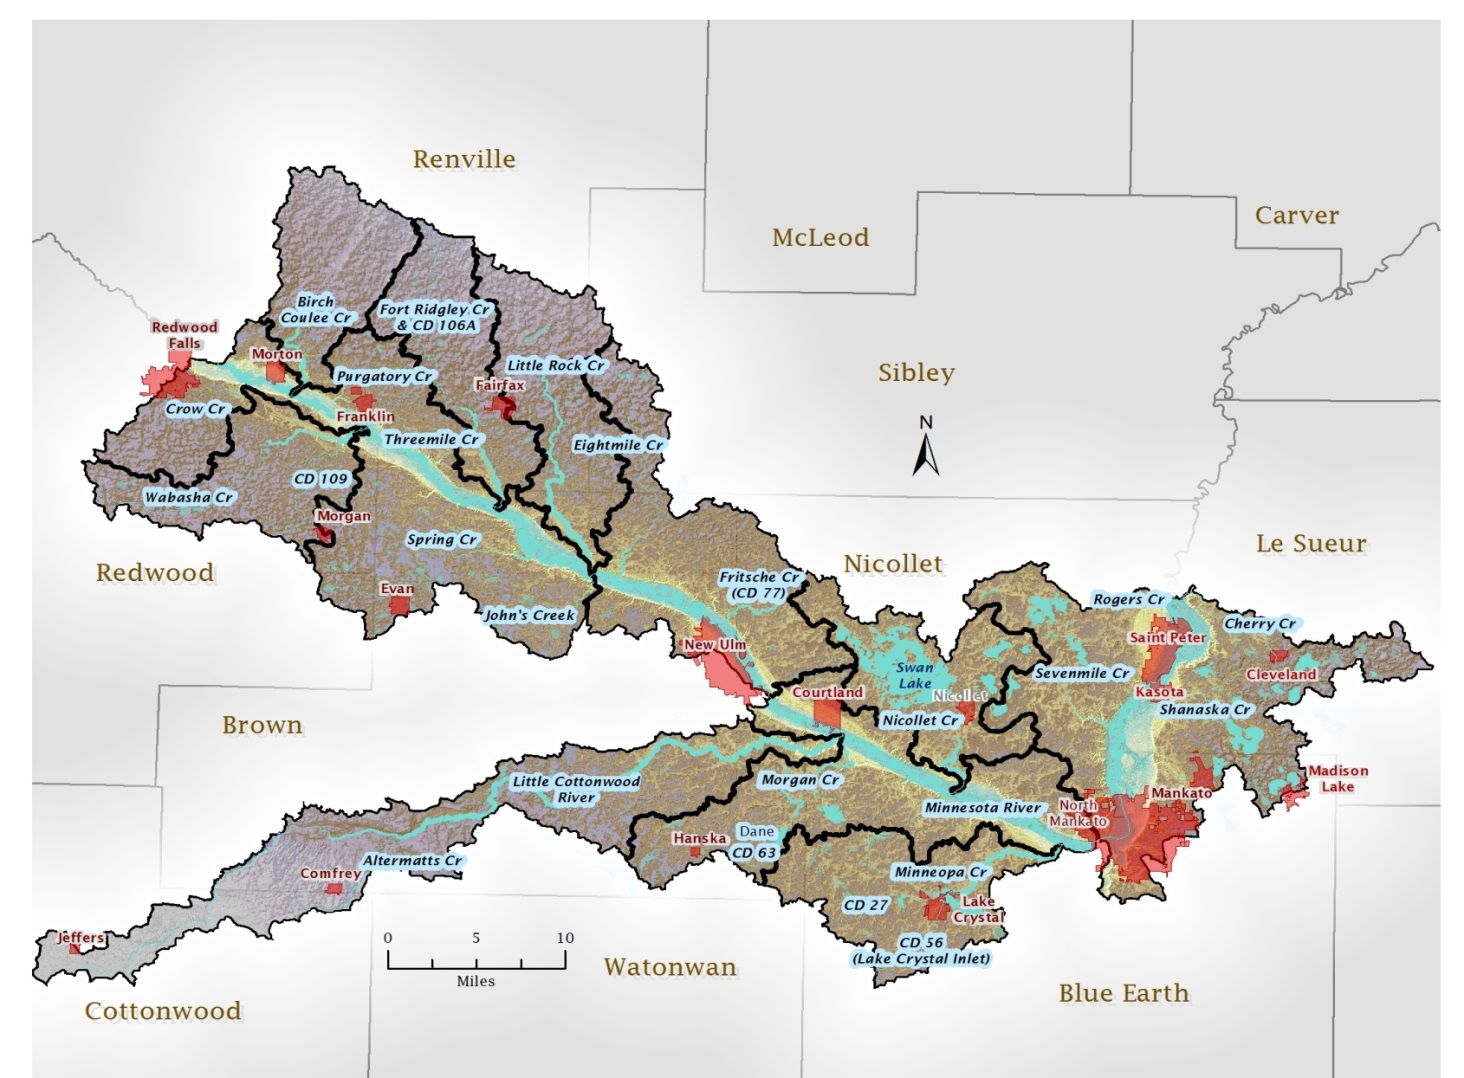 Renville
Carver
McLeod
Birch
Coulee Cr
Fort Ridgley Cr
& CD 106A
Redwood
Falls
Morton
Purgatory Cr
Little Rock Cr
Sibley
Fairfax
Crow Cr
Franklin
N
Threemile Cr
Eightmile Cr
CD 109
Wabasha Cr
Morgan
Spring Cr
Le Sueur
Redwood
Nicollet
Evan
Fritsche Cr
(CD 77)
John's Creek
Rogers Cr
Cherry Cr
New Ulm
Saint Peter
Swan
Lake
Sevenmile Cr
Cleveland
Courtland
Nicollet
Kasota
Shanaska Cr
Brown
Nicollet Cr
Little Cottonwood
River
Morgan Cr
Madison
Lake
Minnesota River
North
Mankato
Mankato
Hanska
Dane
CD 63
Altermatts Cr
Comfrey
Minneopa Cr
CD 27
Lake
Crystal
Jeffers
0 5 10
Miles
CD 56
(Lake Crystal Inlet)
Watonwan
Blue Earth
Cottonwood